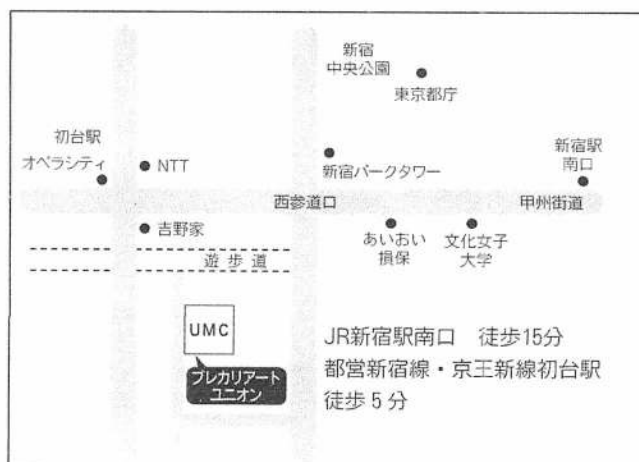 新宿
中央公園
東京都庁
初台駅
オペラシティ
NTT
新宿パークタワー
新宿駅
南口
西参道口
甲州街道
吉野家
あいおい
損保
文化女子
大学
遊歩道
UMC
プレカリアート
ユニオン
JR新宿駅南口 徒歩15分
都営新宿線・京王新線初台駅
徒歩5分